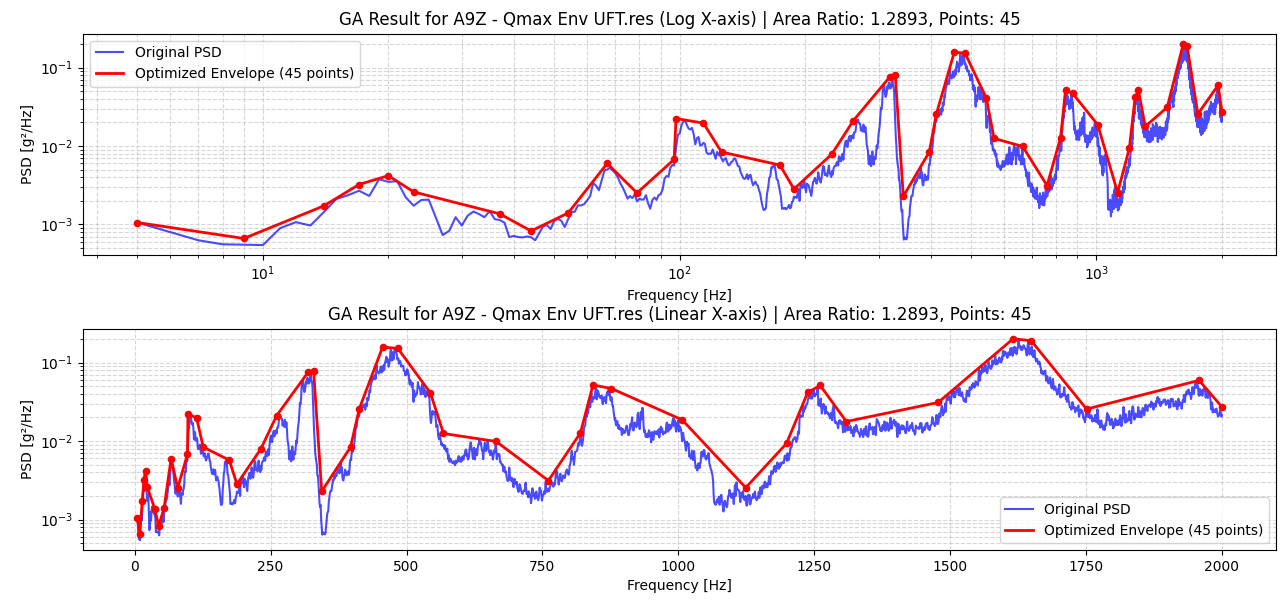 GA Result for A9Z - Qmax Env UFT.res (Log X-axis) | Area Ratio: 1.2893, Points: 45
Original PSD
Optimized Envelope (45 points)
PSD [g²/Hz]
10⁻¹
10⁻²
10⁻³
10¹
10²
10³
Frequency [Hz]
GA Result for A9Z - Qmax Env UFT.res (Linear X-axis) | Area Ratio: 1.2893, Points: 45
PSD [g²/Hz]
10⁻¹
10⁻²
10⁻³
Original PSD
Optimized Envelope (45 points)
0
250
500
750
1000
1250
1500
1750
2000
Frequency [Hz]